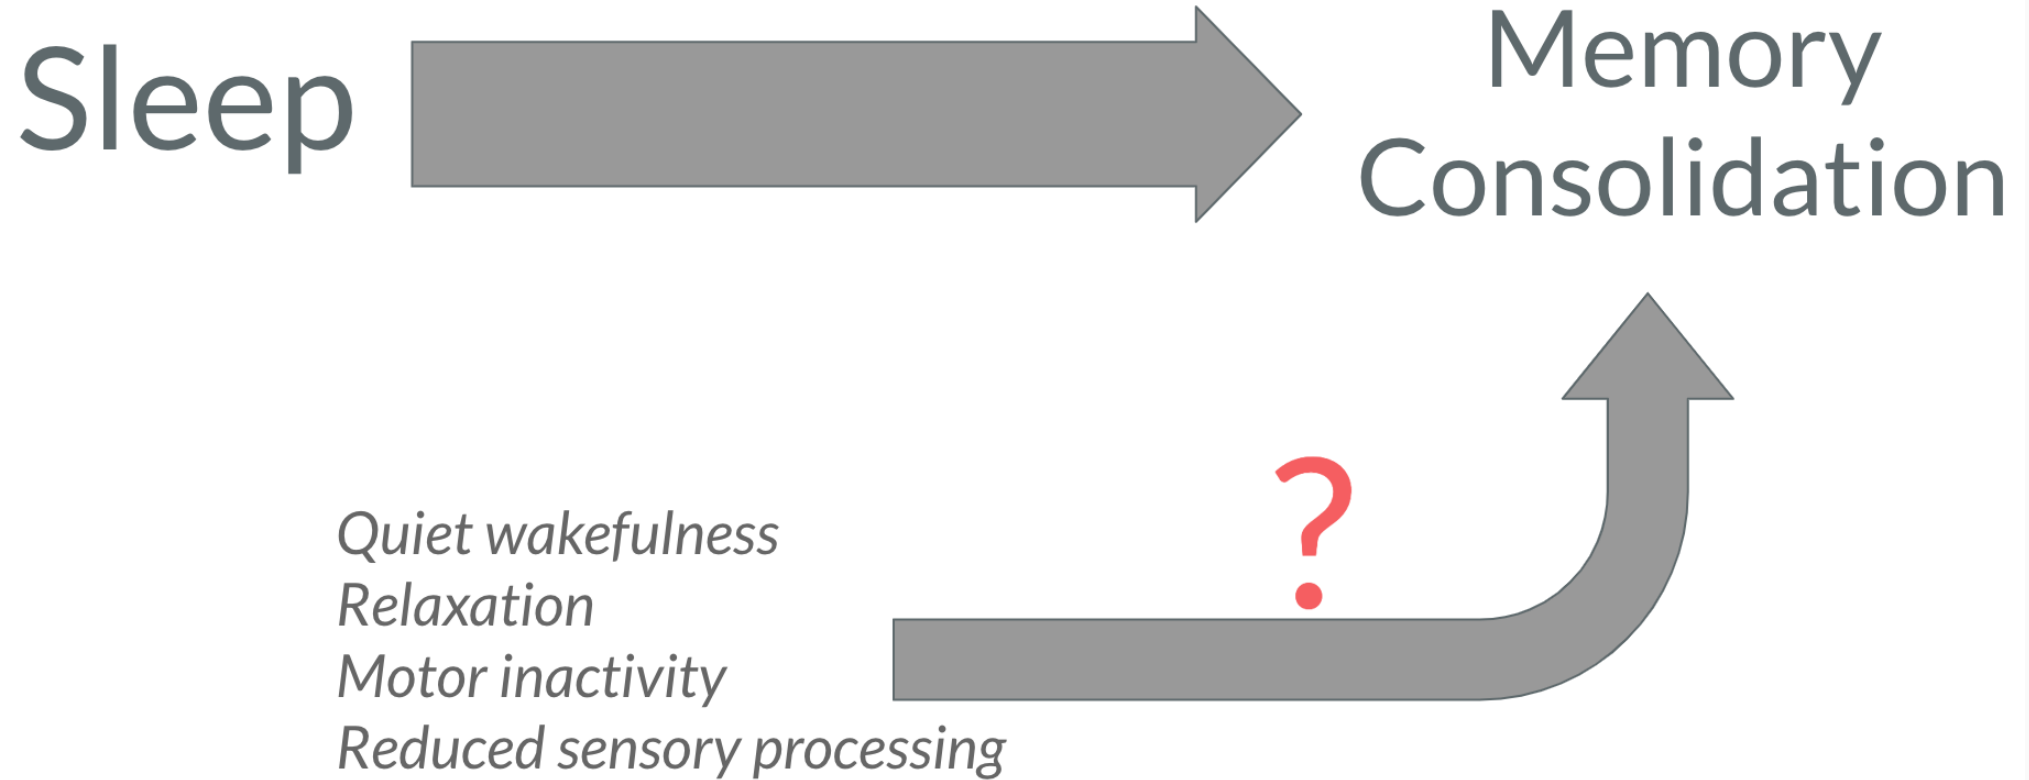 Sleep
Memory
Consolidation
?
Quiet wakefulness
Relaxation
Motor inactivity
Reduced sensory processing